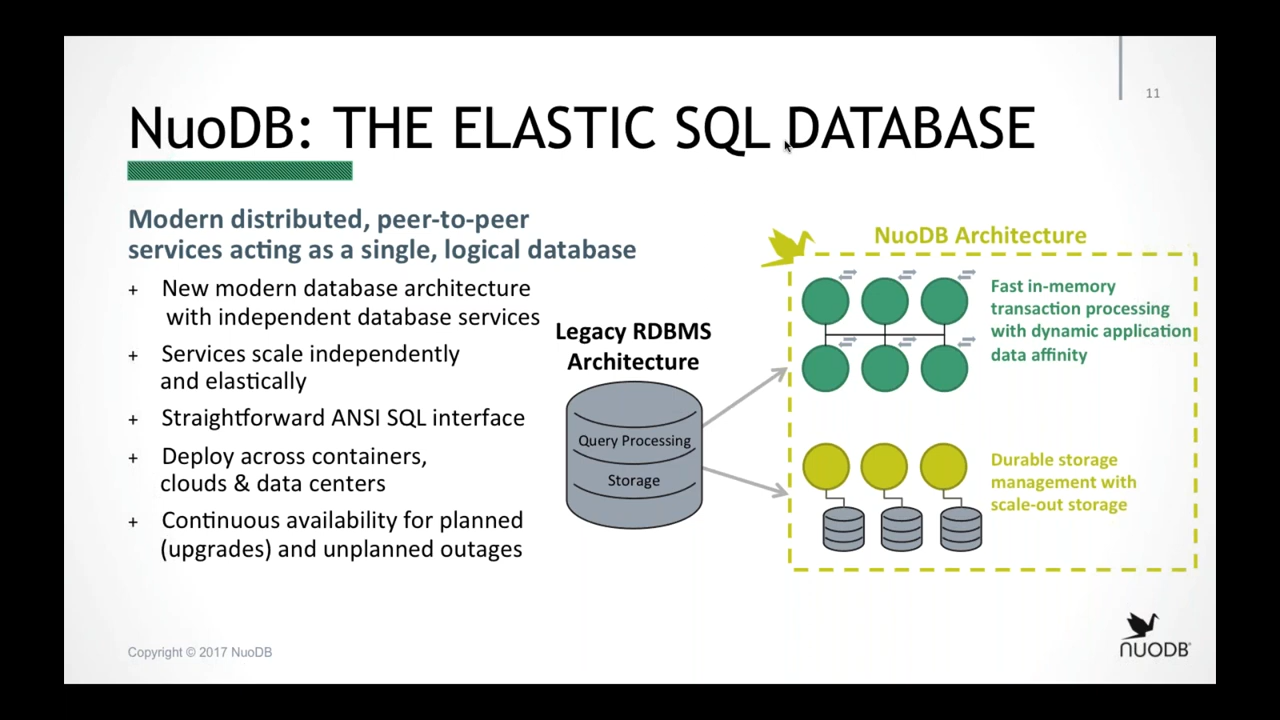 11
NuoDB: THE ELASTIC SQL DATABASE
Modern distributed, peer-to-peer
services acting as a single, logical database
+ New modern database architecture
with independent database services
+ Services scale independently
and elastically
+ Straightforward ANSI SQL interface
+ Deploy across containers,
clouds & data centers
+ Continuous availability for planned
(upgrades) and unplanned outages
Legacy RDBMS
Architecture
Query Processing
Storage
NuoDB Architecture
Fast in-memory
transaction processing
with dynamic application
data affinity
Durable storage
management with
scale-out storage
Copyright © 2017 NuoDB
NUODB